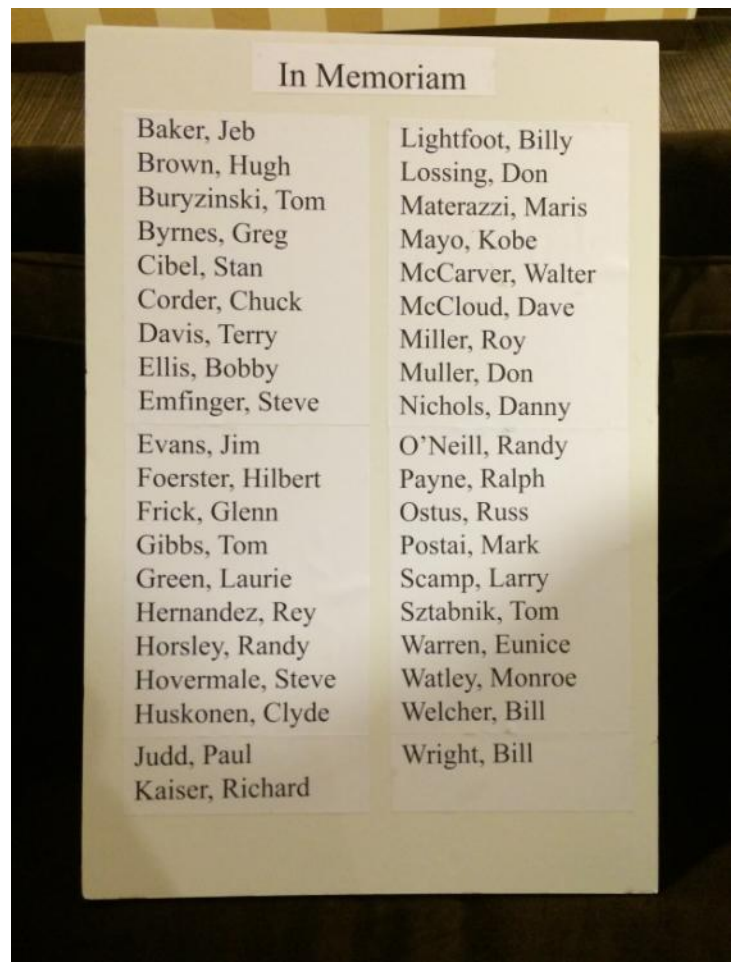 In Memoriam
Baker, Jeb
Brown, Hugh
Buryzinski, Tom
Byrnes, Greg
Cibel, Stan
Corder, Chuck
Davis, Terry
Ellis, Bobby
Emfinger, Steve
Evans, Jim
Foerster, Hilbert
Frick, Glenn
Gibbs, Tom
Green, Laurie
Hernandez, Rey
Horsley, Randy
Hovermale, Steve
Huskonen, Clyde
Judd, Paul
Kaiser, Richard
Lightfoot, Billy
Lossing, Don
Materazzi, Maris
Mayo, Kobe
McCarver, Walter
McCloud, Dave
Miller, Roy
Muller, Don
Nichols, Danny
O'Neill, Randy
Payne, Ralph
Ostus, Russ
Postai, Mark
Scamp, Larry
Sztabnik, Tom
Warren, Eunice
Watley, Monroe
Welcher, Bill
Wright, Bill